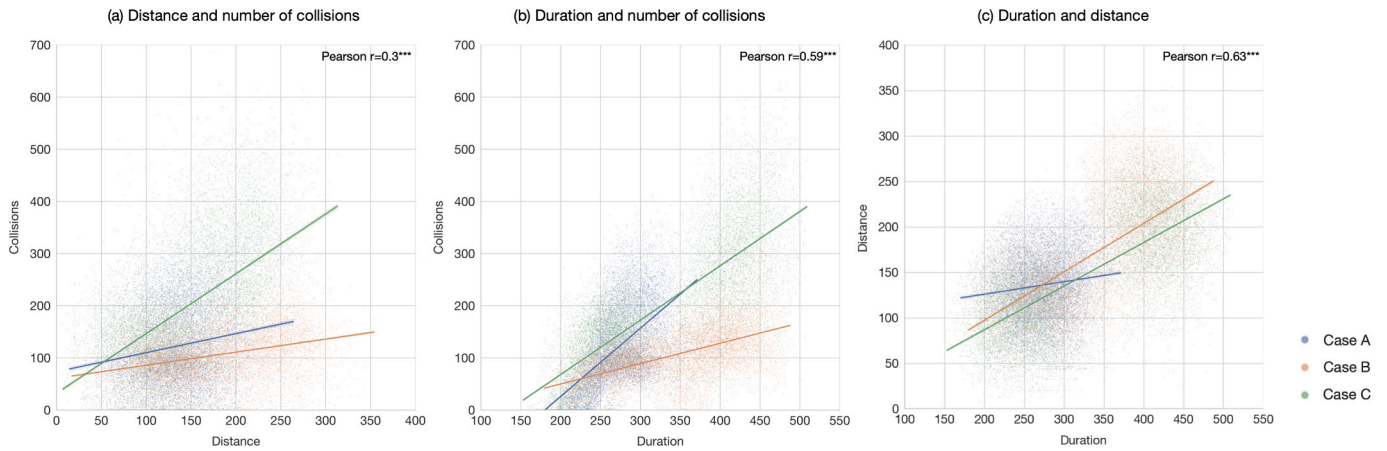 (a) Distance and number of collisions
(b) Duration and number of collisions
(c) Duration and distance
700
600
500
400
300
200
100
0
Collisions
Pearson r=0.3***
0 50 100 150 200 250 300 350 400
Distance
700
600
500
400
300
200
100
0
Collisions
Pearson r=0.59***
100 150 200 250 300 350 400 450 500 550
Duration
400
350
300
250
200
150
100
50
0
Distance
Pearson r=0.63***
100 150 200 250 300 350 400 450 500 550
Duration
Case A
Case B
Case C